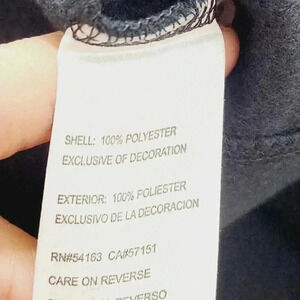 SHELL: 100% POLYESTER
EXCLUSIVE OF DECORATION
EXTERIOR: 100% POLIESTER
EXCLUSIVO DE LA DECORACION
RN#54163 CA#57151
CARE ON REVERSE
REVERSO